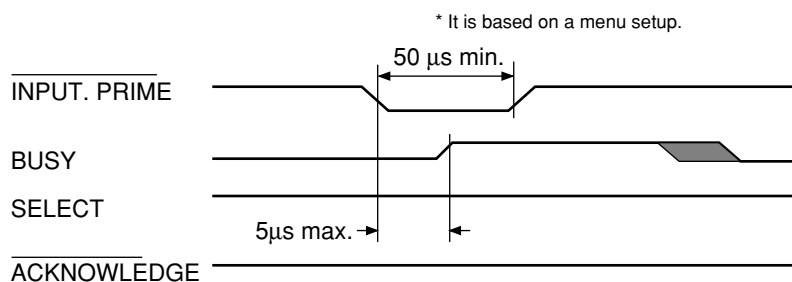 * It is based on a menu setup.
50 μs min.
INPUT. PRIME
BUSY
SELECT
5μs max.
ACKNOWLEDGE